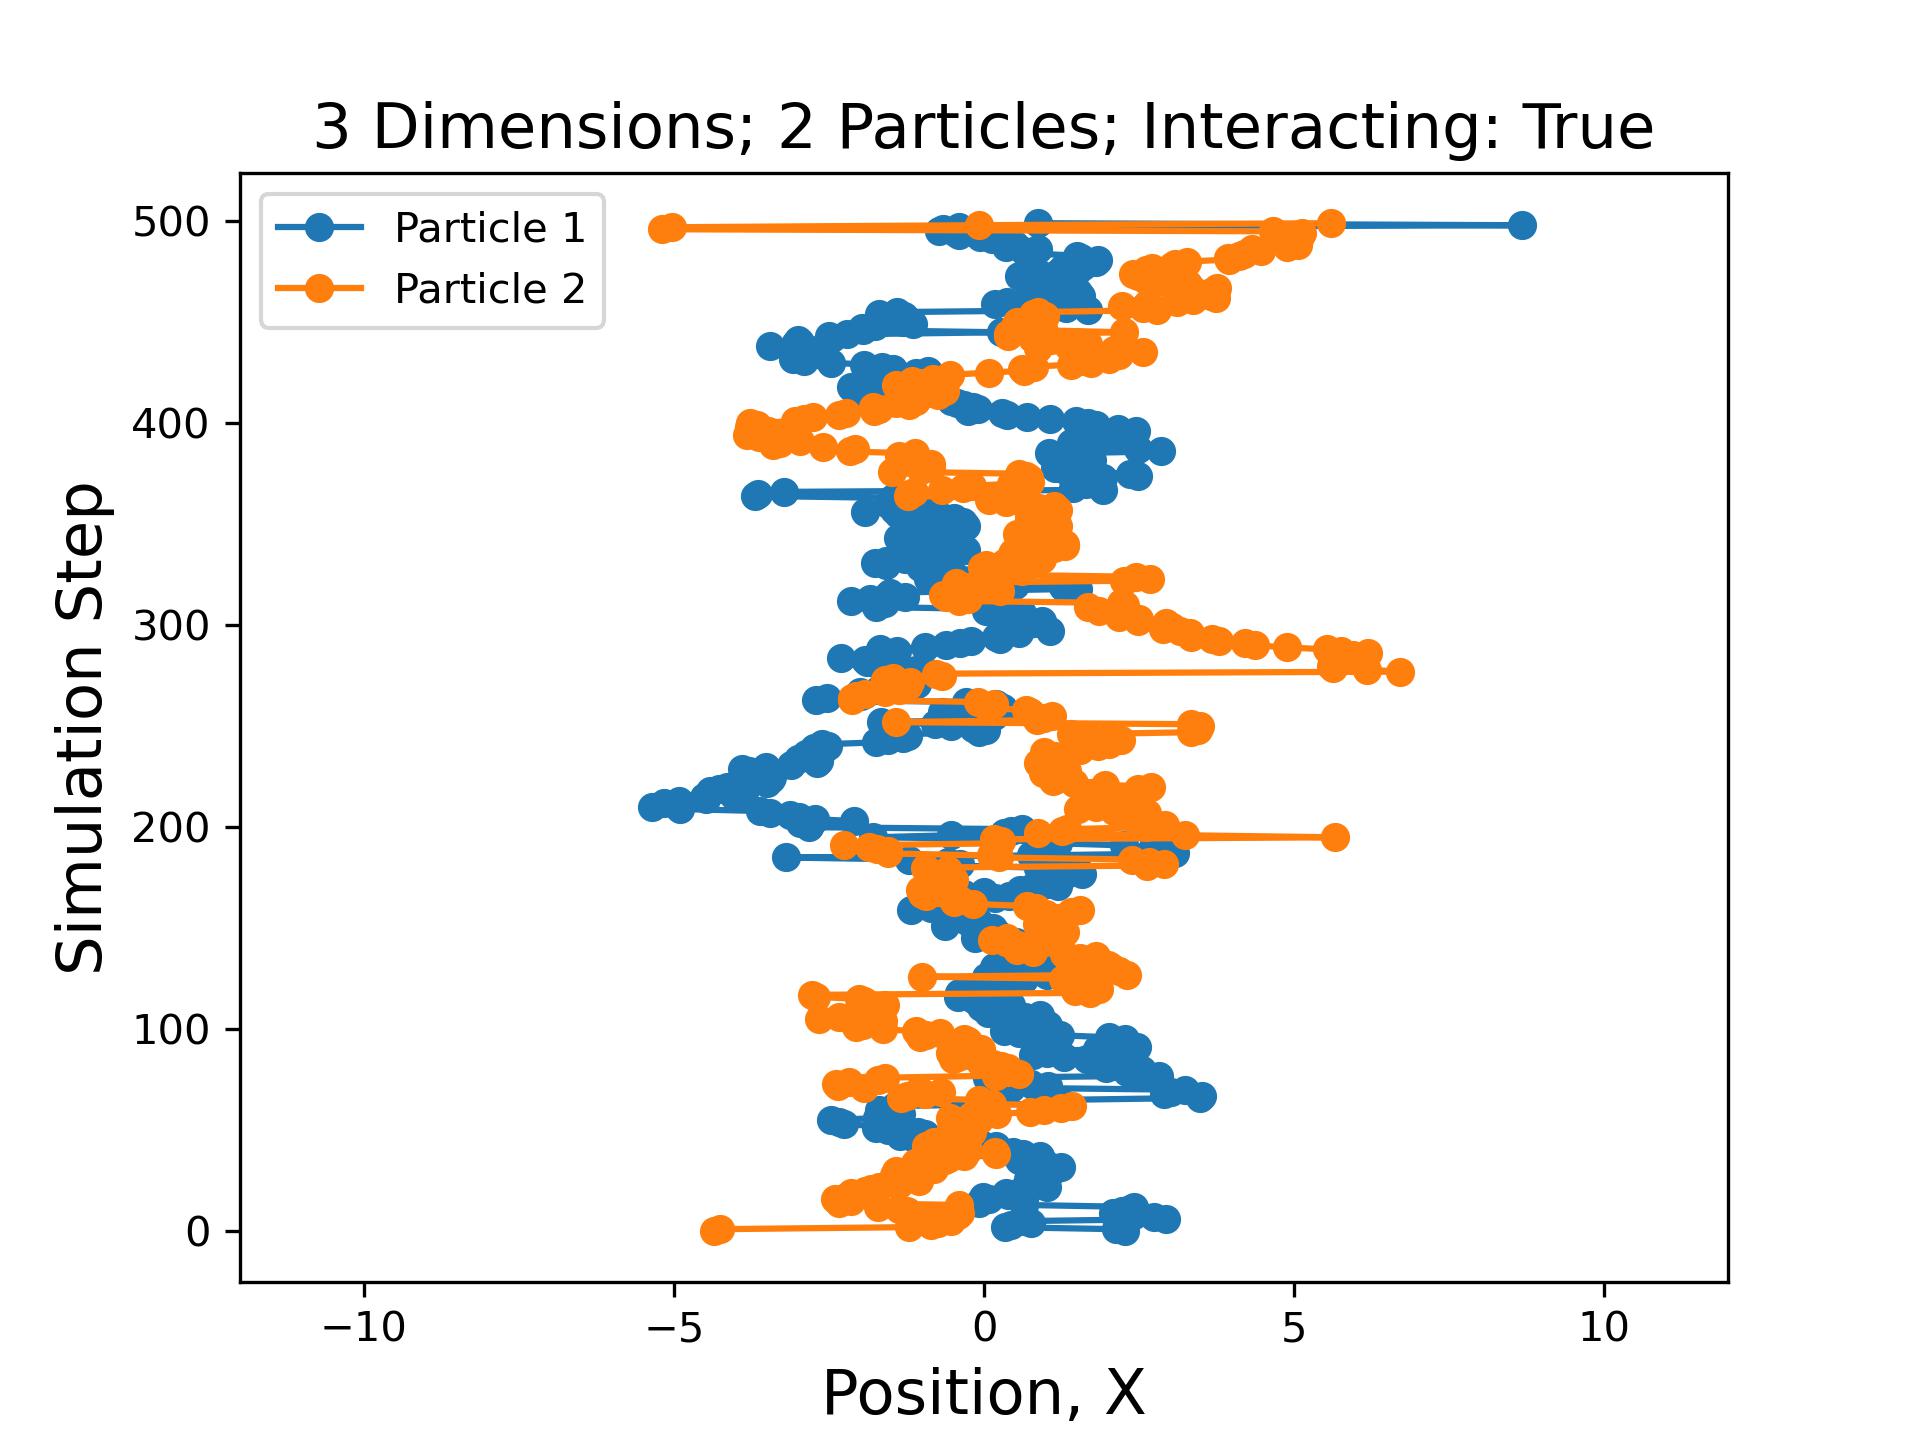 3 Dimensions; 2 Particles; Interacting: True
Particle 1
Particle 2
500
400
300
200
100
0
Simulation Step
−10
−5
0
5
10
Position, X